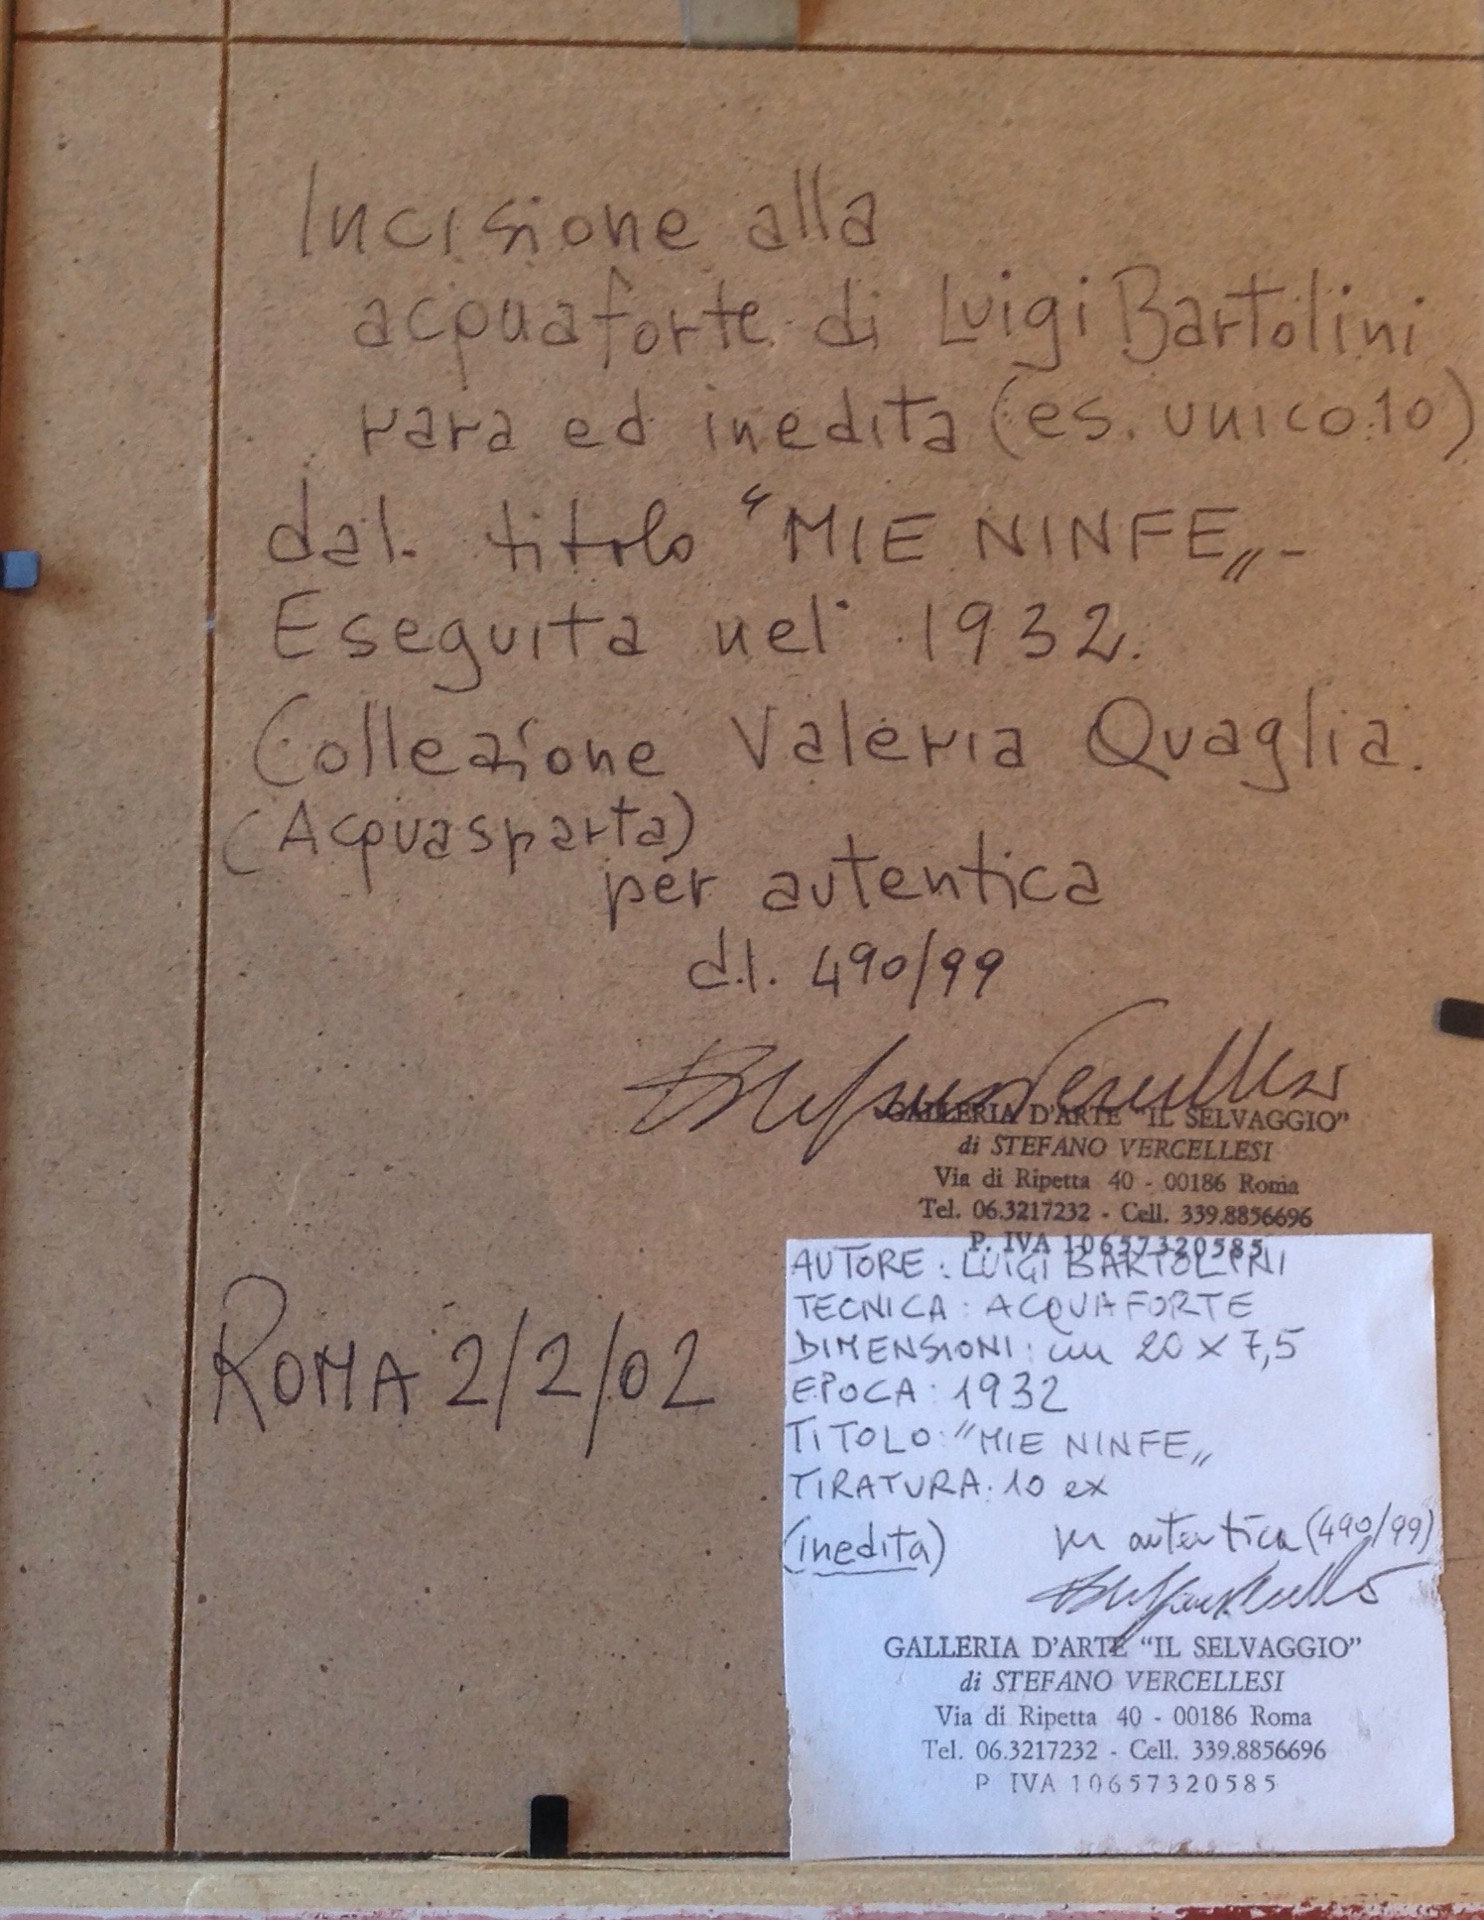 Incisione alla
acquaforte di Luigi Bartolini
rara ed inedita (es. unico 10)
dal titolo "MIE NINFE„-
Eseguita nel 1932.
Collezione Valeria Quaglia.
(Acquasparta)
per autentica
d.l. 490/99
Stefano Vercellesi
GALLERIA D'ARTE "IL SELVAGGIO"
di STEFANO VERCELLESI
Via di Ripetta 40 - 00186 Roma
Tel. 06.3217232 - Cell. 339.8856696
P. IVA 10657320585
ROMA 2/2/02
AUTORE: LUIGI BARTOLINI
TECNICA: ACQUAFORTE
DIMENSIONI: cm 20 x 7,5
EPOCA: 1932
TITOLO: "MIE NINFE„
TIRATURA: 10 ex
(inedita) per autentica (490/99)
Stefano Vercellesi
GALLERIA D'ARTE "IL SELVAGGIO"
di STEFANO VERCELLESI
Via di Ripetta 40 - 00186 Roma
Tel. 06.3217232 - Cell. 339.8856696
P IVA 10657320585